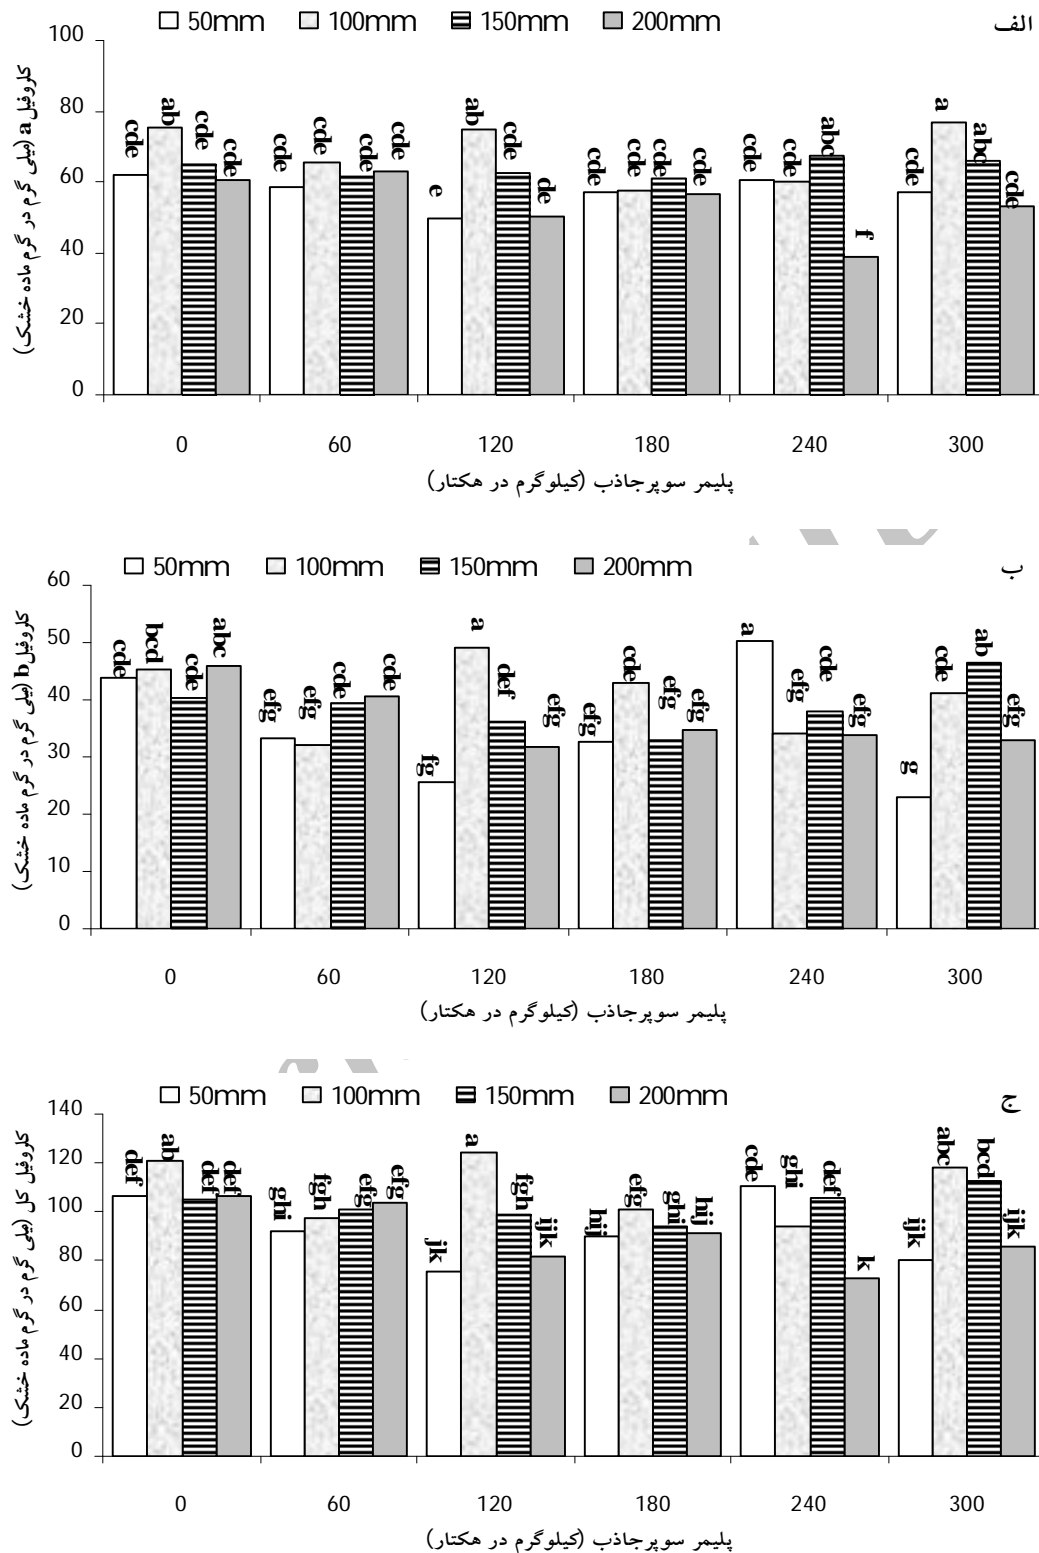 50mm 100mm 150mm 200mm
الف
کلروفیل a (میلی گرم در گرم ماده خشک)
100
80
60
40
20
0
cde ab cde cde
cde cde cde cde
e ab cde de
cde cde cde cde
cde cde abc f
cde a abc cde
0 60 120 180 240 300
پلیمر سوپرجاذب (کیلوگرم در هکتار)
50mm 100mm 150mm 200mm
ب
کلروفیل b (میلی گرم در گرم ماده خشک)
60
50
40
30
20
10
0
cde bcd cde abc
efg efg cde cde
fg a def efg
efg cde efg efg
a efg cde efg
g cde ab efg
0 60 120 180 240 300
پلیمر سوپرجاذب (کیلوگرم در هکتار)
50mm 100mm 150mm 200mm
ج
کلروفیل کل (میلی گرم در گرم ماده خشک)
140
120
100
80
60
40
20
0
def ab def def
ghi fgh efg efg
jk a fgh ijk
hij efg ghi hij
cde ghi def k
ijk abc bcd ijk
0 60 120 180 240 300
پلیمر سوپرجاذب (کیلوگرم در هکتار)